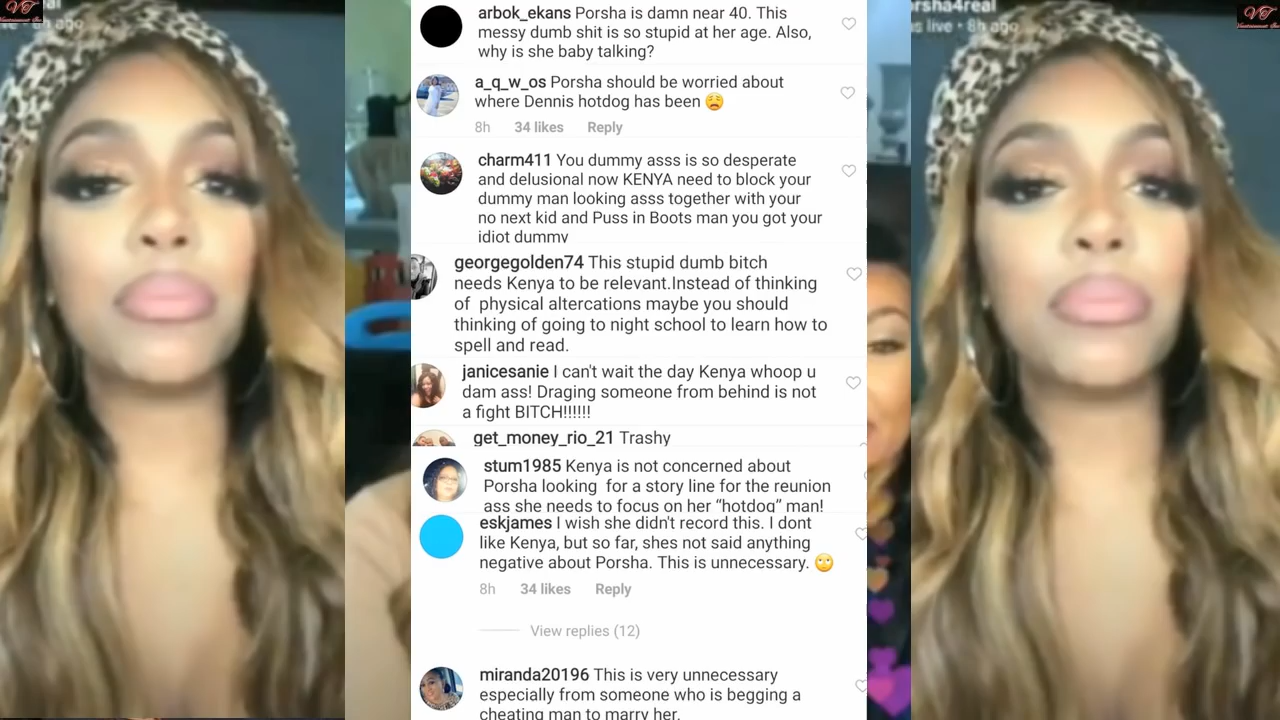 VT
e • 8h ago
arbok_ekans Porsha is damn near 40. This
messy dumb shit is so stupid at her age. Also,
why is she baby talking?
a_q_w_os Porsha should be worried about
where Dennis hotdog has been 😩
8h 34 likes Reply
charm411 You dummy asss is so desperate
and delusional now KENYA need to block your
dummy man looking asss together with your
no next kid and Puss in Boots man you got your
idiot dummy
georgegolden74 This stupid dumb bitch
needs Kenya to be relevant.Instead of thinking
of physical altercations maybe you should
thinking of going to night school to learn how to
spell and read.
janicesanie I can't wait the day Kenya whoop u
dam ass! Draging someone from behind is not
a fight BITCH!!!!!!
get_money_rio_21 Trashy
stum1985 Kenya is not concerned about
Porsha looking for a story line for the reunion
ass she needs to focus on her “hotdog” man!
eskjames I wish she didn't record this. I dont
like Kenya, but so far, shes not said anything
negative about Porsha. This is unnecessary. 🙄
8h 34 likes Reply
View replies (12)
miranda20196 This is very unnecessary
especially from someone who is begging a
cheating man to marry her.
orsha4real
s live • 8h ago
VT